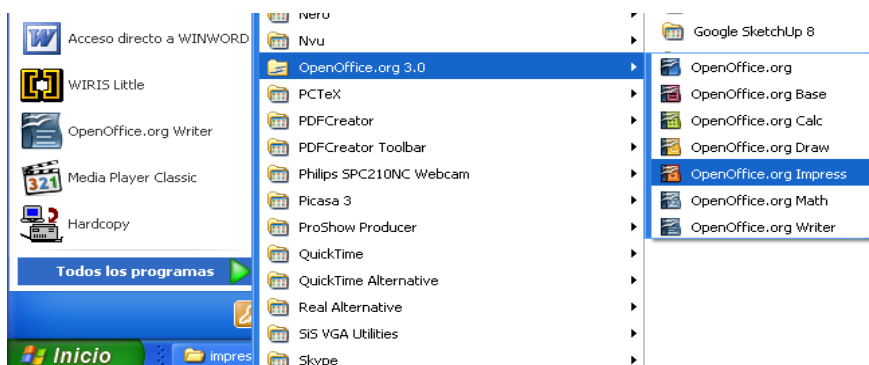 Acceso directo a WINWORD
WIRIS Little
OpenOffice.org Writer
Media Player Classic
321
Hardcopy
Todos los programas
Inicio
impres
Nero
Nvu
OpenOffice.org 3.0
PCTeX
PDFCreator
PDFCreator Toolbar
Philips SPC210NC Webcam
Picasa 3
ProShow Producer
QuickTime
QuickTime Alternative
Real Alternative
SiS VGA Utilities
Skype
Google SketchUp 8
OpenOffice.org
OpenOffice.org Base
OpenOffice.org Calc
OpenOffice.org Draw
OpenOffice.org Impress
OpenOffice.org Math
OpenOffice.org Writer